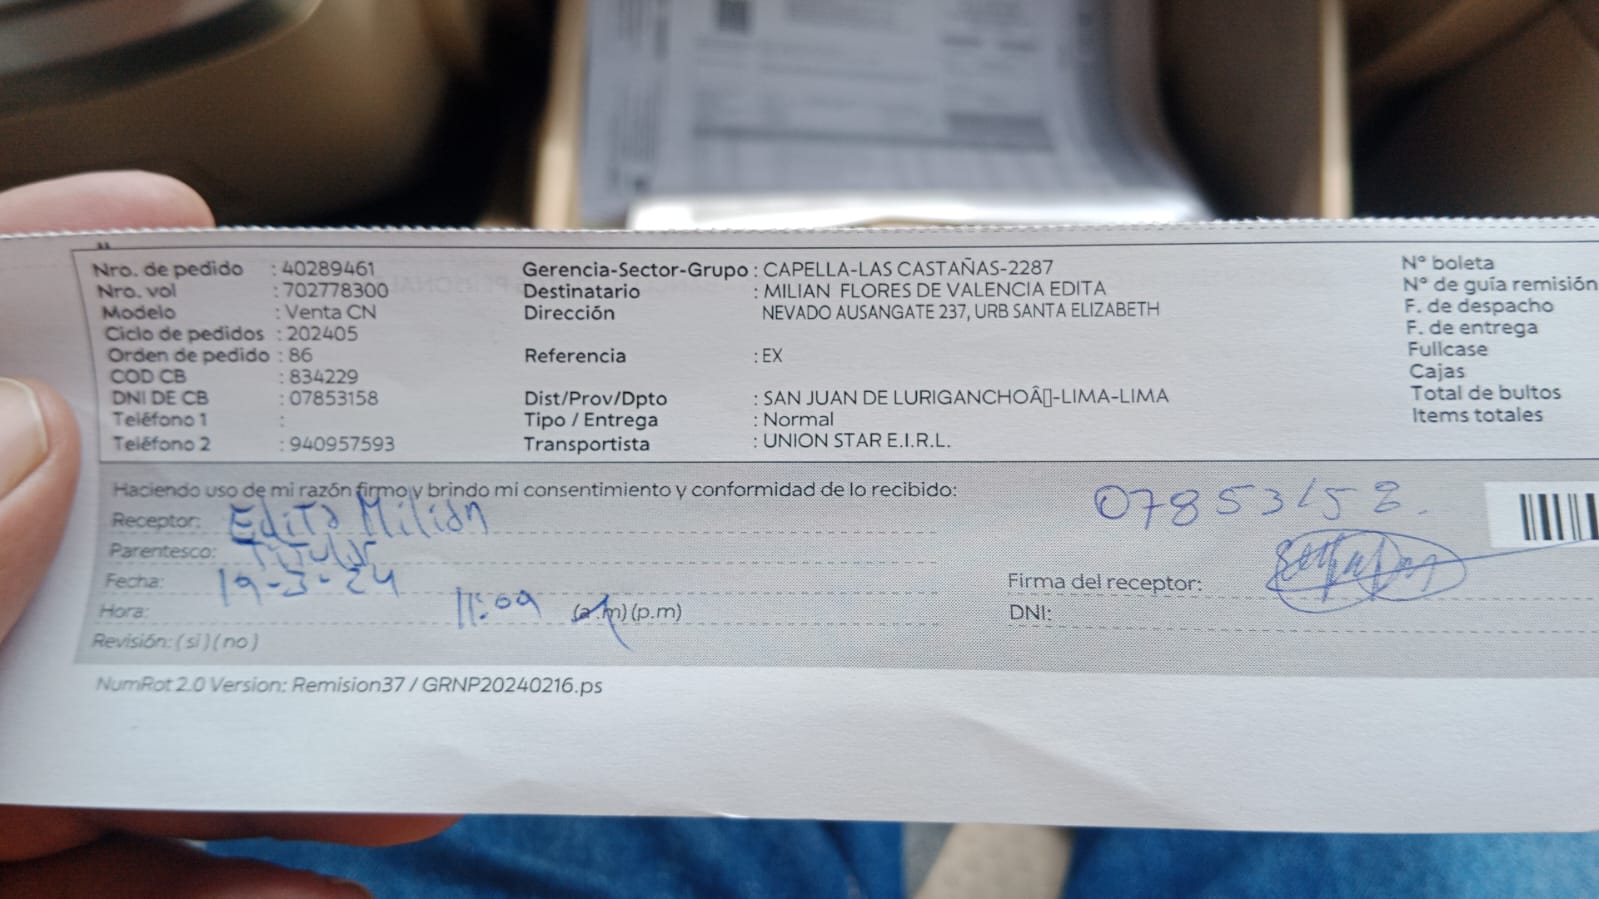 Nro. de pedido : 40289461
Nro. vol : 702778300
Modelo : Venta CN
Ciclo de pedidos : 202405
Orden de pedido : 86
COD CB : 834229
DNI DE CB : 07853158
Teléfono 1 :
Teléfono 2 : 940957593
Gerencia-Sector-Grupo : CAPELLA-LAS CASTAÑAS-2287
Destinatario : MILIAN FLORES DE VALENCIA EDITA
Dirección NEVADO AUSANGATE 237, URB SANTA ELIZABETH
Referencia : EX
Dist/Prov/Dpto : SAN JUAN DE LURIGANCHOÂ▯-LIMA-LIMA
Tipo / Entrega : Normal
Transportista : UNION STAR E.I.R.L.
N° boleta
N° de guía remisión
F. de despacho
F. de entrega
Fullcase
Cajas
Total de bultos
Items totales
Haciendo uso de mi razón firmo y brindo mi consentimiento y conformidad de lo recibido:
Receptor: Edita Milian
Parentesco: Titular
Fecha: 19-3-24
Hora: 11:09 (a.m) (p.m)
Revisión: ( si ) ( no )
07853158.
Firma del receptor:
DNI:
NumRot 2.0 Version: Remision37 / GRNP20240216.ps